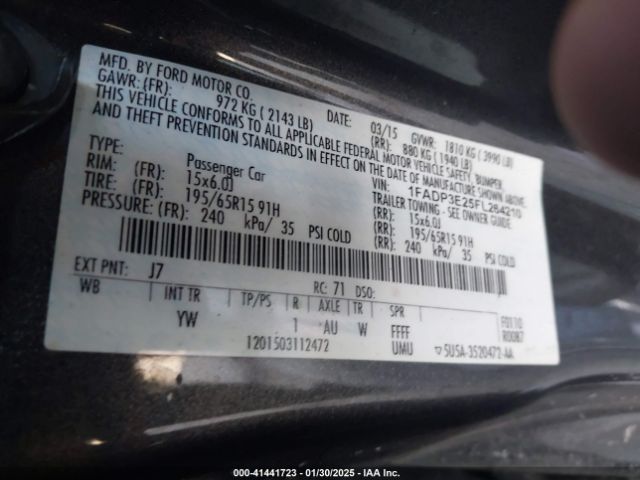 MFD. BY FORD MOTOR CO.
GAWR: (FR): 972 KG ( 2143 LB) DATE: 03/15 GVWR: 1810 KG ( 3990 LB)
(RR): 880 KG ( 1940 LB)
THIS VEHICLE CONFORMS TO ALL APPLICABLE FEDERAL MOTOR VEHICLE SAFETY, BUMPER,
AND THEFT PREVENTION STANDARDS IN EFFECT ON THE DATE OF MANUFACTURE SHOWN ABOVE.
VIN: 1FADP3E25FL264210
TYPE: Passenger Car TRAILER TOWING - SEE OWNER GUIDE
RIM: (FR): 15x6.0J (RR): 15x6.0J
TIRE: (FR): 195/65R15 91H (RR): 195/65R15 91H
PRESSURE: (FR): 240 kPa/ 35 PSI COLD (RR): 240 kPa/ 35 PSI COLD
EXT PNT: J7 RC: 71 DSO:
WB INT TR TP/PS R AXLE TR SPR
YW 1 AU W FFFF F0110
1201503112472 UMU R0087
▽ 5U5A-3520472-AA
000-41441723 — 01/30/2025 — IAA Inc.